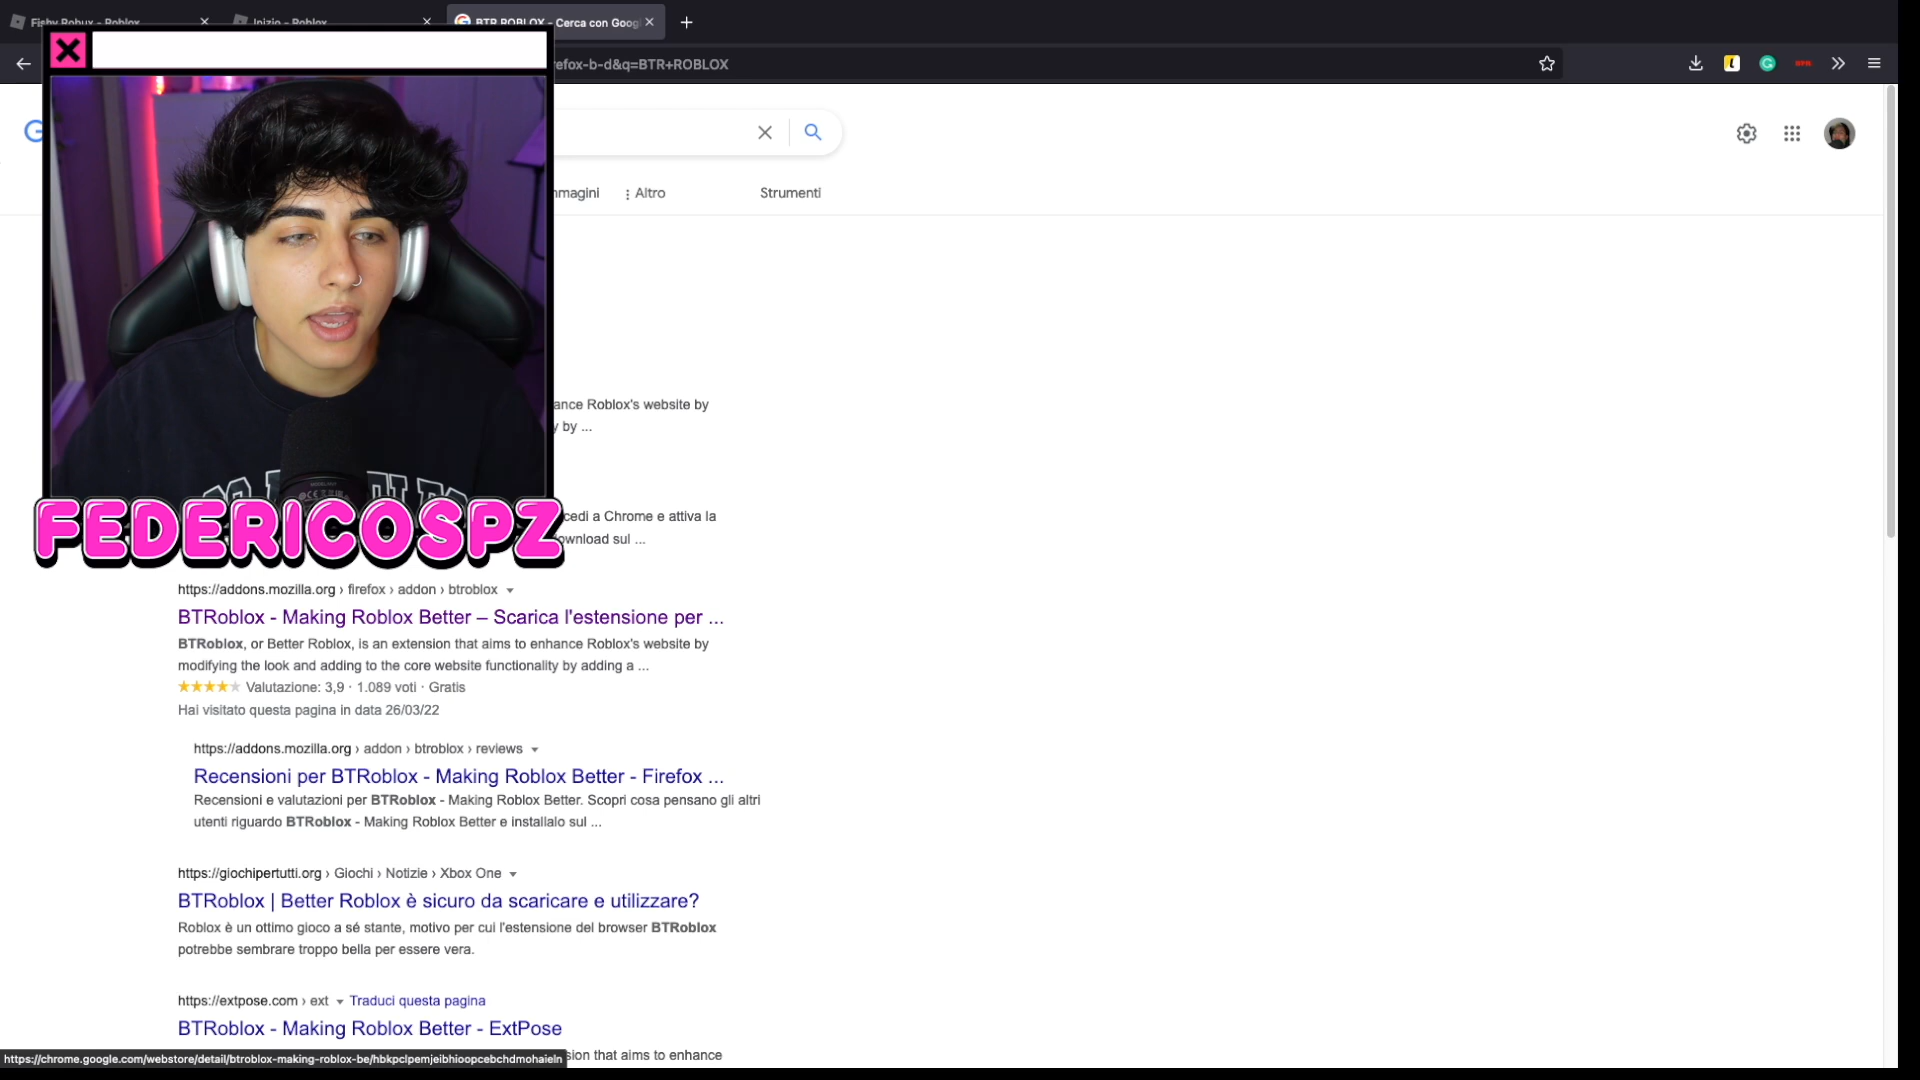 Fishy Robux - Roblox
Inizio - Roblox
BTR ROBLOX - Cerca con Goog
efox-b-d&q=BTR+ROBLOX
mmagini
Altro
Strumenti
ance Roblox's website by
y by ...
cedi a Chrome e attiva la
ownload sul ...
FEDERICOSPZ
https://addons.mozilla.org › firefox › addon › btroblox
BTRoblox - Making Roblox Better – Scarica l'estensione per ...
BTRoblox, or Better Roblox, is an extension that aims to enhance Roblox's website by
modifying the look and adding to the core website functionality by adding a ...
Valutazione: 3,9 · 1.089 voti · Gratis
Hai visitato questa pagina in data 26/03/22
https://addons.mozilla.org › addon › btroblox › reviews
Recensioni per BTRoblox - Making Roblox Better - Firefox ...
Recensioni e valutazioni per BTRoblox - Making Roblox Better. Scopri cosa pensano gli altri
utenti riguardo BTRoblox - Making Roblox Better e installalo sul ...
https://giochipertutti.org › Giochi › Notizie › Xbox One
BTRoblox | Better Roblox è sicuro da scaricare e utilizzare?
Roblox è un ottimo gioco a sé stante, motivo per cui l'estensione del browser BTRoblox
potrebbe sembrare troppo bella per essere vera.
https://extpose.com › ext Traduci questa pagina
BTRoblox - Making Roblox Better - ExtPose
sion that aims to enhance
https://chrome.google.com/webstore/detail/btroblox-making-roblox-be/hbkpclpemjeibhioopcebchdmohaieln